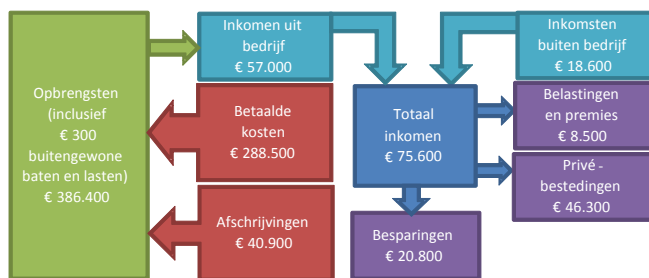 Opbrengsten
(inclusief
€ 300
buitengewone
baten en lasten)
€ 386.400
Inkomen uit
bedrijf
€ 57.000
Betaalde
kosten
€ 288.500
Afschrijvingen
€ 40.900
Inkomsten
buiten bedrijf
€ 18.600
Totaal
inkomen
€ 75.600
Belastingen
en premies
€ 8.500
Privé -
bestedingen
€ 46.300
Besparingen
€ 20.800